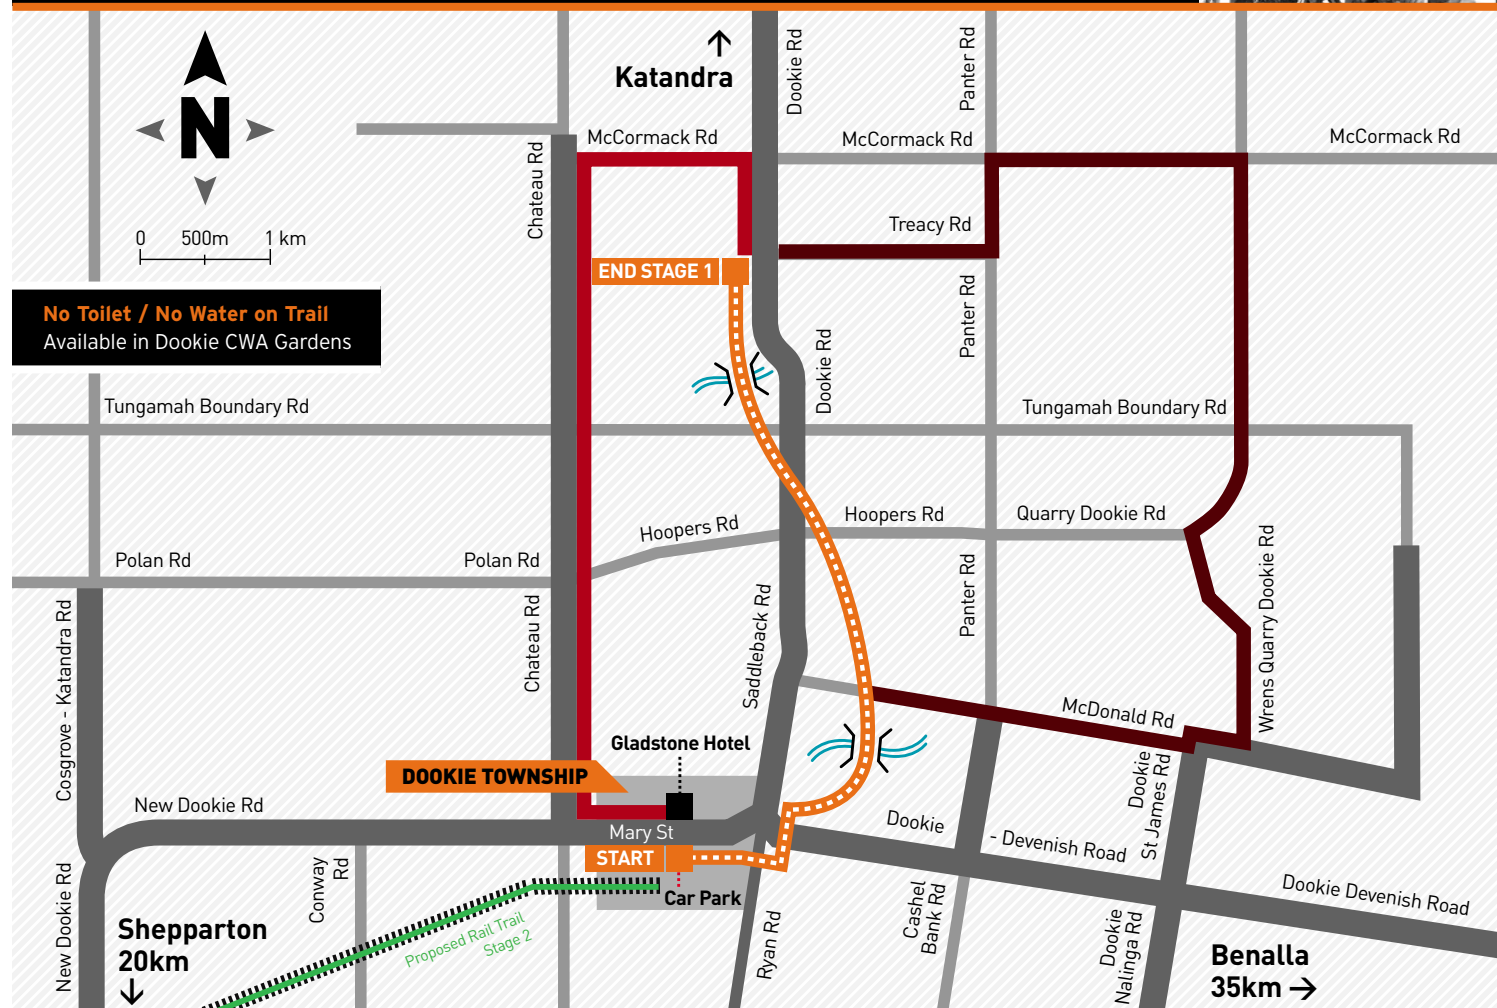 Katandra
Dookie Rd
Panter Rd
N
McCormack Rd
McCormack Rd
McCormack Rd
Chateau Rd
Treacy Rd
0 500m 1 km
END STAGE 1
Panter Rd
No Toilet / No Water on Trail
Available in Dookie CWA Gardens
Dookie Rd
Tungamah Boundary Rd
Tungamah Boundary Rd
Hoopers Rd
Hoopers Rd
Quarry Dookie Rd
Polan Rd
Polan Rd
Cosgrove - Katandra Rd
Chateau Rd
Saddleback Rd
Panter Rd
Wrens Quarry Dookie Rd
McDonald Rd
Gladstone Hotel
DOOKIE TOWNSHIP
New Dookie Rd
Mary St
Dookie
St James Rd
Dookie
- Devenish Road
START
Car Park
Conway
Rd
New Dookie Rd
Dookie Devenish Road
Cashel
Bank Rd
Ryan Rd
Dookie
Nalinga Rd
Proposed Rail Trail
Stage 2
Shepparton
20km
Benalla
35km